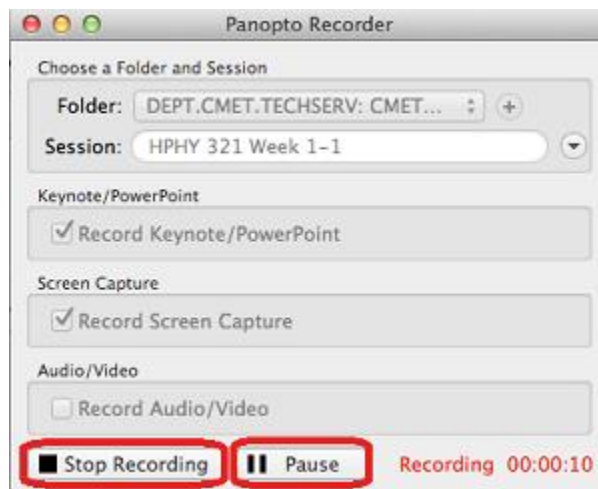 Panopto Recorder
Choose a Folder and Session
Folder: DEPT.CMET.TECHSERV: CMET...
Session: HPHY 321 Week 1-1
Keynote/PowerPoint
Record Keynote/PowerPoint
Screen Capture
Record Screen Capture
Audio/Video
Record Audio/Video
Stop Recording Pause Recording 00:00:10